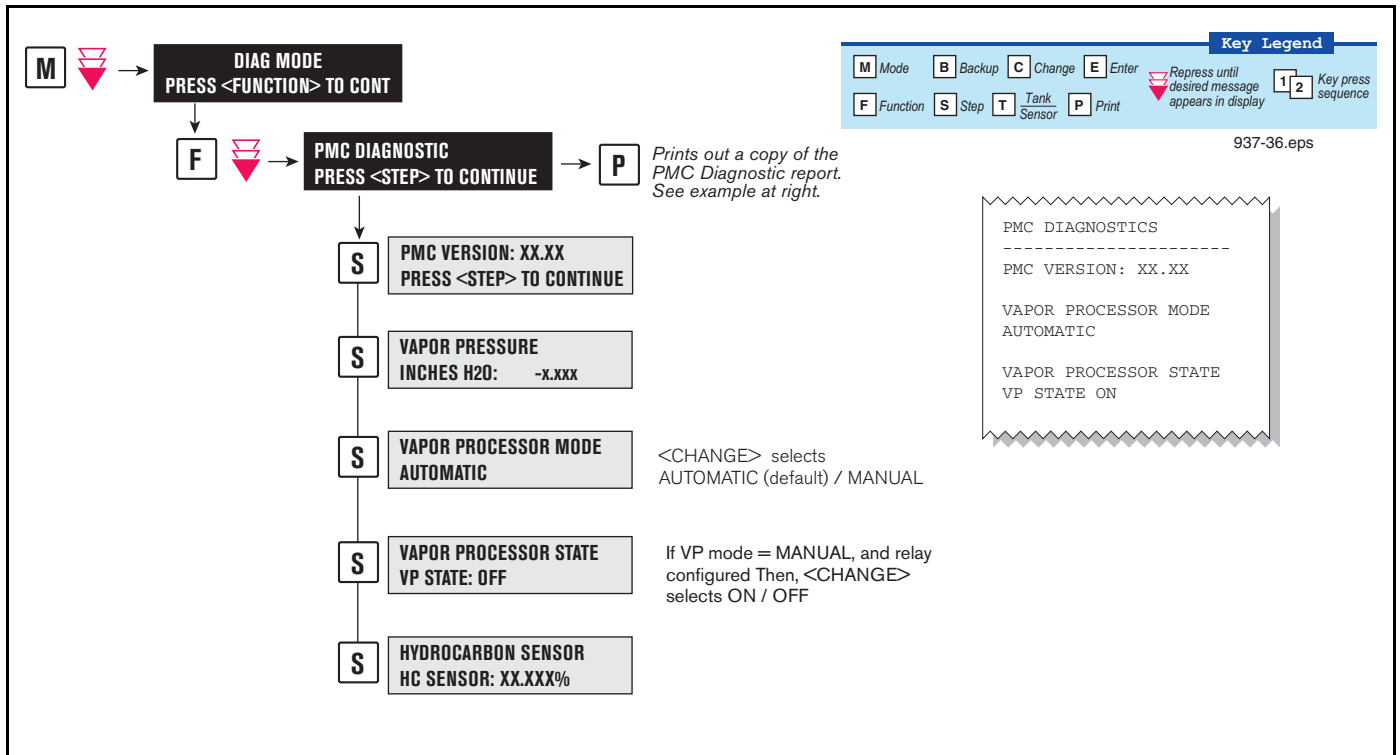 M
DIAG MODE
PRESS <FUNCTION> TO CONT
Key Legend
M Mode B Backup C Change E Enter
F Function S Step T Tank
Sensor P Print
Repress until
desired message
appears in display
1 2 Key press
sequence
937-36.eps
F
PMC DIAGNOSTIC
PRESS <STEP> TO CONTINUE
P
Prints out a copy of the
PMC Diagnostic report.
See example at right.
S
PMC VERSION: XX.XX
PRESS <STEP> TO CONTINUE
S
VAPOR PRESSURE
INCHES H20: -x.xxx
S
VAPOR PROCESSOR MODE
AUTOMATIC
<CHANGE> selects
AUTOMATIC (default) / MANUAL
S
VAPOR PROCESSOR STATE
VP STATE: OFF
If VP mode = MANUAL, and relay
configured Then, <CHANGE>
selects ON / OFF
S
HYDROCARBON SENSOR
HC SENSOR: XX.XXX%
PMC DIAGNOSTICS
----------------------
PMC VERSION: XX.XX
VAPOR PROCESSOR MODE
AUTOMATIC
VAPOR PROCESSOR STATE
VP STATE ON